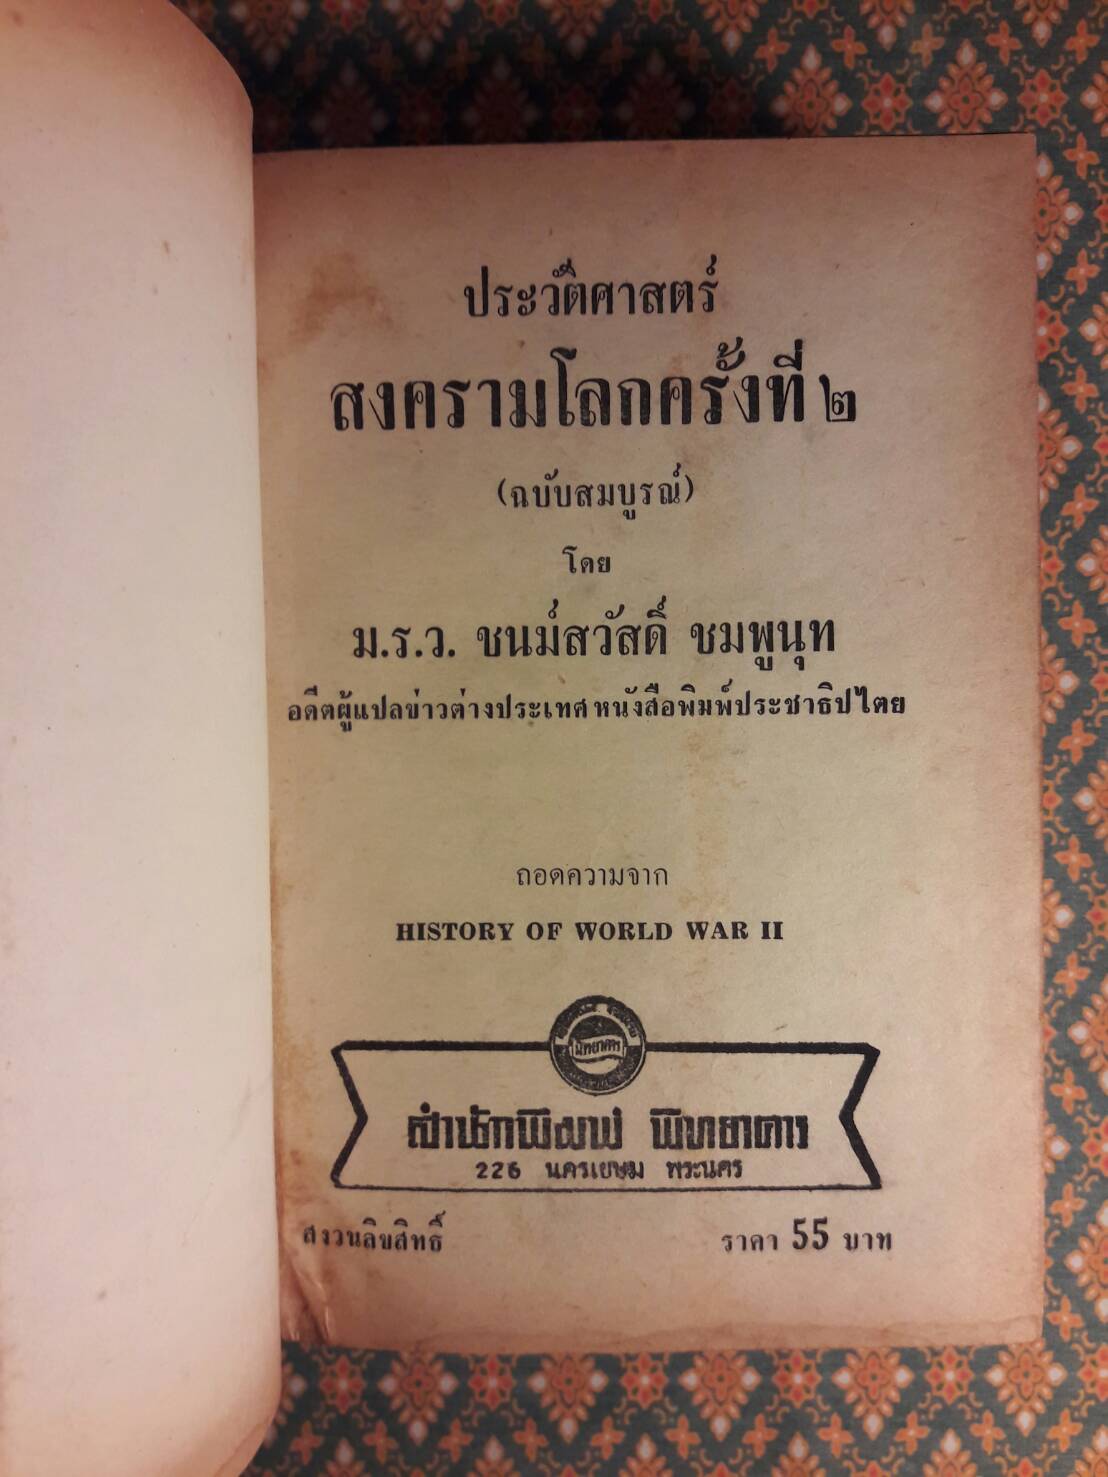 ประวัติศาสตร์
สงครามโลกครั้งที่ ๒
(ฉบับสมบูรณ์)
โดย
ม.ร.ว. ชนม์สวัสดิ์ ชมพูนุท
อดีตผู้แปลข่าวต่างประเทศ หนังสือพิมพ์ประชาธิปไตย
ถอดความจาก
HISTORY OF WORLD WAR II
พิทยาคาร
สำนักพิมพ์ พิทยาคาร
226 นครเขษม พระนคร
สงวนลิขสิทธิ์
ราคา 55 บาท